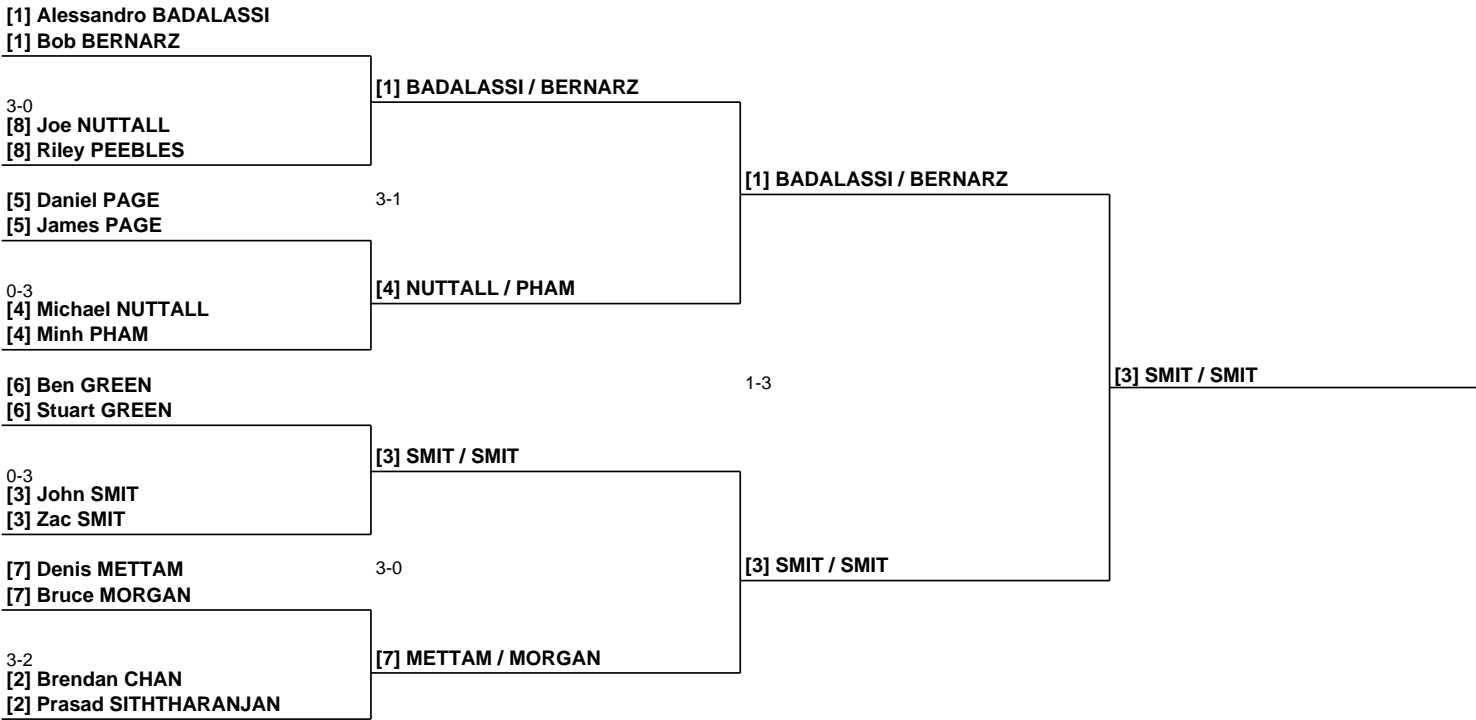 [1] Alessandro BADALASSI
[1] Bob BERNARZ
[1] BADALASSI / BERNARZ
3-0
[8] Joe NUTTALL
[8] Riley PEEBLES
[1] BADALASSI / BERNARZ
[5] Daniel PAGE
3-1
[5] James PAGE
[4] NUTTALL / PHAM
0-3
[4] Michael NUTTALL
[4] Minh PHAM
[3] SMIT / SMIT
[6] Ben GREEN
1-3
[6] Stuart GREEN
[3] SMIT / SMIT
0-3
[3] John SMIT
[3] Zac SMIT
[3] SMIT / SMIT
[7] Denis METTAM
3-0
[7] Bruce MORGAN
[7] METTAM / MORGAN
3-2
[2] Brendan CHAN
[2] Prasad SITHTHARANJAN